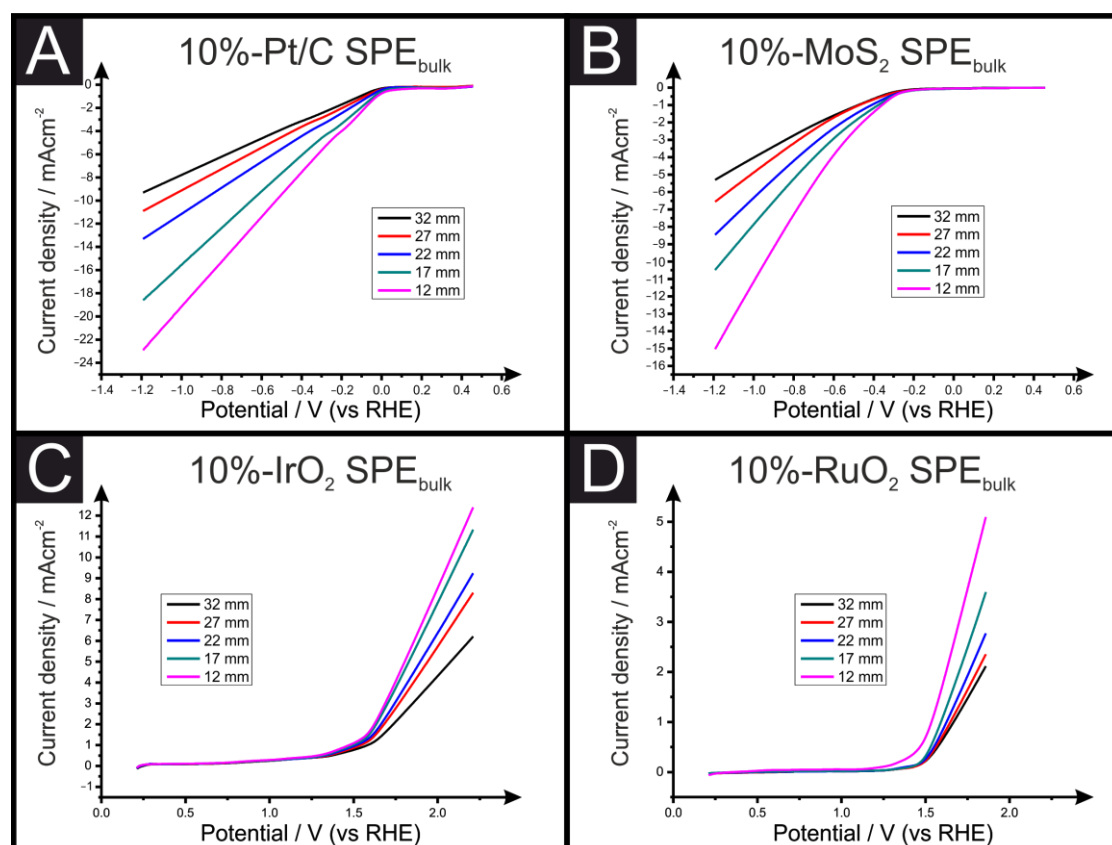 A
10%-Pt/C SPEbulk
Current density / mAcm⁻²
0
−2
−4
−6
−8
−10
−12
−14
−16
−18
−20
−22
−24
32 mm
27 mm
22 mm
17 mm
12 mm
−1.4 −1.2 −1.0 −0.8 −0.6 −0.4 −0.2 0.0 0.2 0.4 0.6
Potential / V (vs RHE)
B
10%-MoS₂ SPEbulk
Current density / mAcm⁻²
0
−1
−2
−3
−4
−5
−6
−7
−8
−9
−10
−11
−12
−13
−14
−15
−16
32 mm
27 mm
22 mm
17 mm
12 mm
−1.4 −1.2 −1.0 −0.8 −0.6 −0.4 −0.2 0.0 0.2 0.4 0.6
Potential / V (vs RHE)
C
10%-IrO₂ SPEbulk
Current density / mAcm⁻²
12
11
10
9
8
7
6
5
4
3
2
1
0
−1
32 mm
27 mm
22 mm
17 mm
12 mm
0.0 0.5 1.0 1.5 2.0
Potential / V (vs RHE)
D
10%-RuO₂ SPEbulk
Current density / mAcm⁻²
5
4
3
2
1
0
32 mm
27 mm
22 mm
17 mm
12 mm
0.0 0.5 1.0 1.5 2.0
Potential / V (vs RHE)